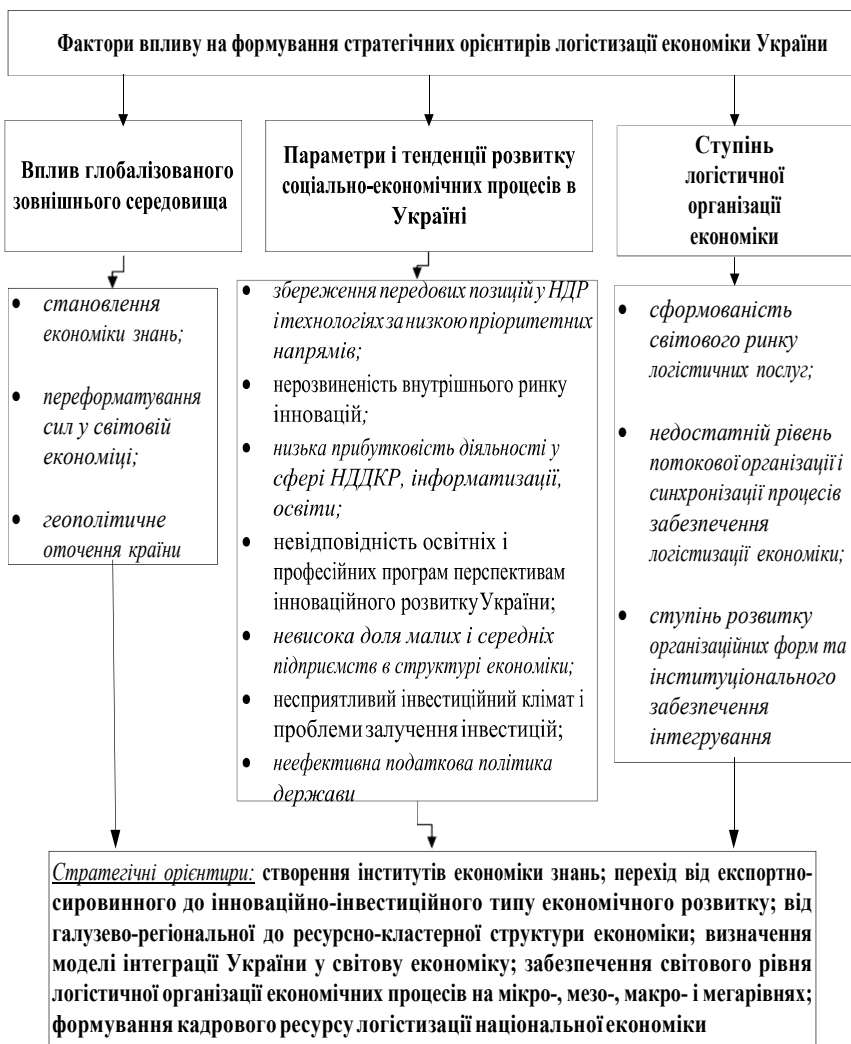 Фактори впливу на формування стратегічних орієнтирів логістизації економіки України
Вплив глобалізованого
зовнішнього середовища
Параметри і тенденції розвитку
соціально-економічних процесів в
Україні
Ступінь
логістичної
організації
економіки
• становлення
економіки знань;
• переформатування
сил у світовій
економіці;
• геополітичне
оточення країни
• збереження передових позицій у НДР
і технологіях за низкою пріоритетних
напрямів;
• нерозвиненість внутрішнього ринку
інновацій;
• низька прибутковість діяльності у
сфері НДДКР, інформатизації,
освіти;
• невідповідність освітніх і
професійних програм перспективам
інноваційного розвитку України;
• невисока доля малих і середніх
підприємств в структурі економіки;
• несприятливий інвестиційний клімат і
проблеми залучення інвестицій;
• неефективна податкова політика
держави
• сформованість
світового ринку
логістичних послуг;
• недостатній рівень
потокової організації і
синхронізації процесів
забезпечення
логістизації економіки;
• ступінь розвитку
організаційних форм та
інституціонального
забезпечення
інтегрування
Стратегічні орієнтири: створення інститутів економіки знань; перехід від експортно-
сировинного до інноваційно-інвестиційного типу економічного розвитку; від
галузево-регіональної до ресурсно-кластерної структури економіки; визначення
моделі інтеграції України у світову економіку; забезпечення світового рівня
логістичної організації економічних процесів на мікро-, мезо-, макро- і мегарівнях;
формування кадрового ресурсу логістизації національної економіки